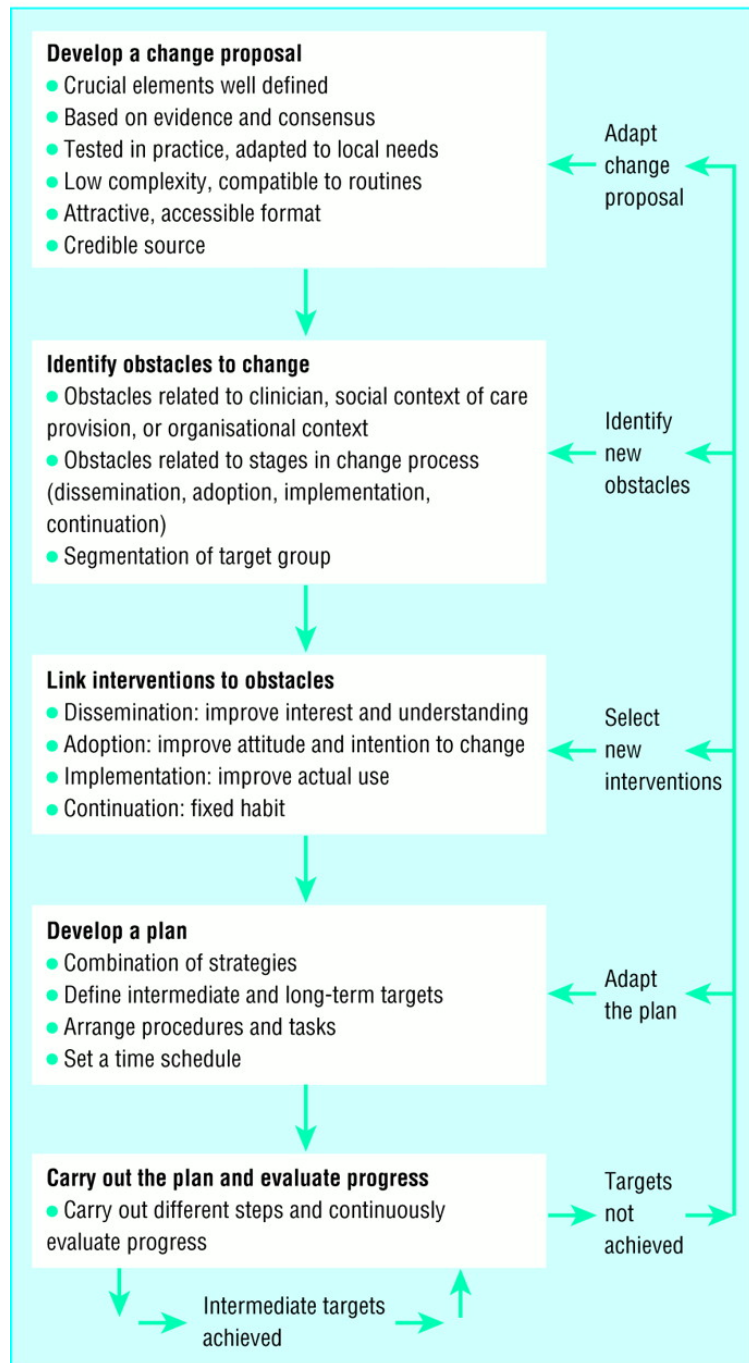 Develop a change proposal
● Crucial elements well defined
● Based on evidence and consensus
● Tested in practice, adapted to local needs
● Low complexity, compatible to routines
● Attractive, accessible format
● Credible source
Adapt
change
proposal
Identify obstacles to change
● Obstacles related to clinician, social context of care
provision, or organisational context
● Obstacles related to stages in change process
(dissemination, adoption, implementation,
continuation)
● Segmentation of target group
Identify
new
obstacles
Link interventions to obstacles
● Dissemination: improve interest and understanding
● Adoption: improve attitude and intention to change
● Implementation: improve actual use
● Continuation: fixed habit
Select
new
interventions
Develop a plan
● Combination of strategies
● Define intermediate and long-term targets
● Arrange procedures and tasks
● Set a time schedule
Adapt
the plan
Carry out the plan and evaluate progress
● Carry out different steps and continuously
evaluate progress
Targets
not
achieved
Intermediate targets
achieved